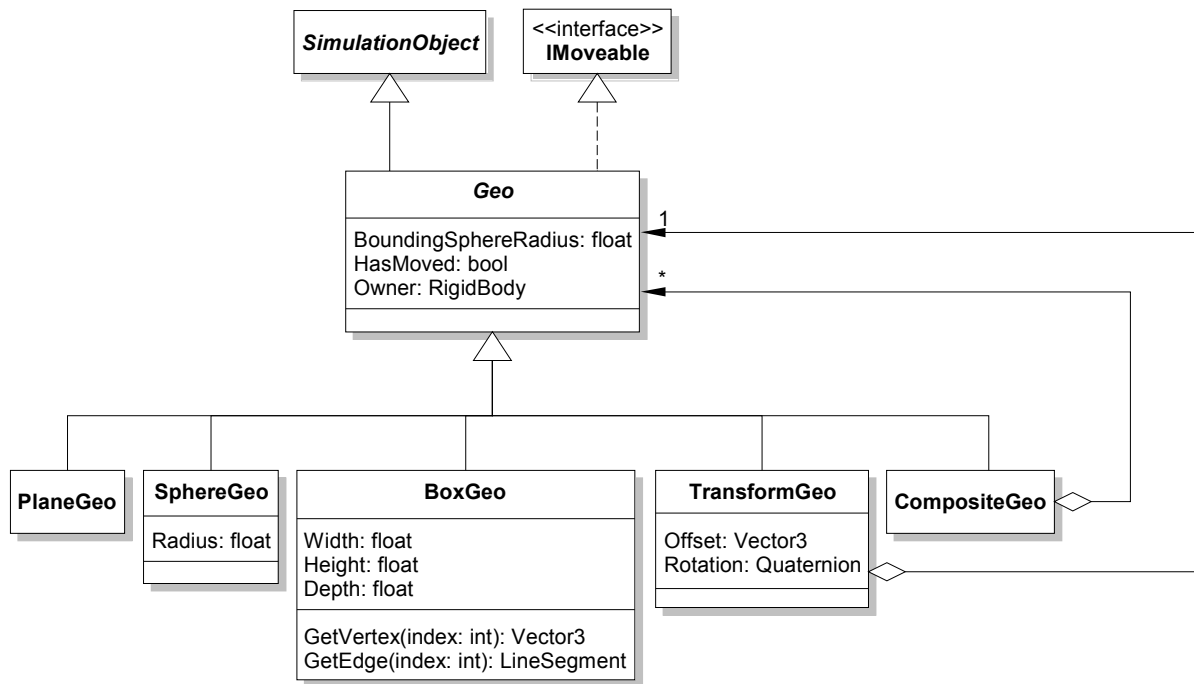 SimulationObject
<<interface>>
IMoveable
Geo
BoundingSphereRadius: float
HasMoved: bool
Owner: RigidBody
1
*
PlaneGeo
SphereGeo
Radius: float
BoxGeo
Width: float
Height: float
Depth: float
GetVertex(index: int): Vector3
GetEdge(index: int): LineSegment
TransformGeo
Offset: Vector3
Rotation: Quaternion
CompositeGeo